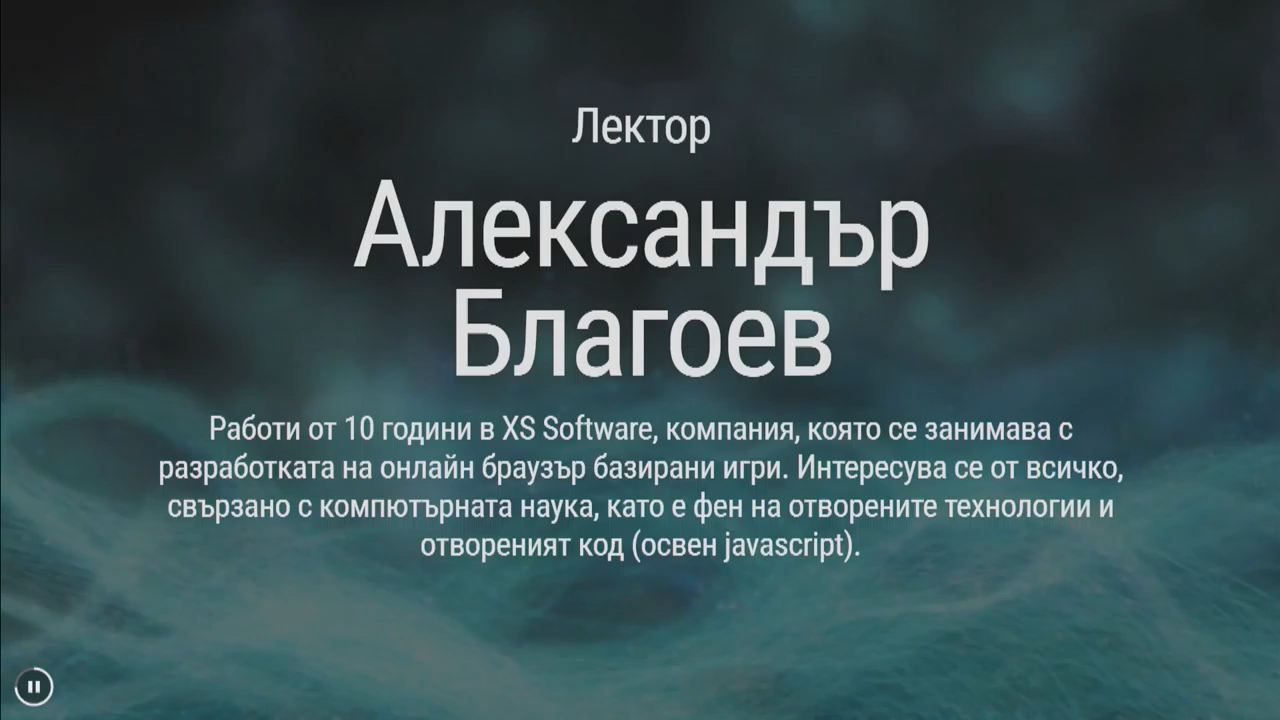 Лектор
Александър
Благоев
Работи от 10 години в XS Software, компания, която се занимава с
разработката на онлайн браузър базирани игри. Интересува се от всичко,
свързано с компютърната наука, като е фен на отворените технологии и
отвореният код (освен javascript).